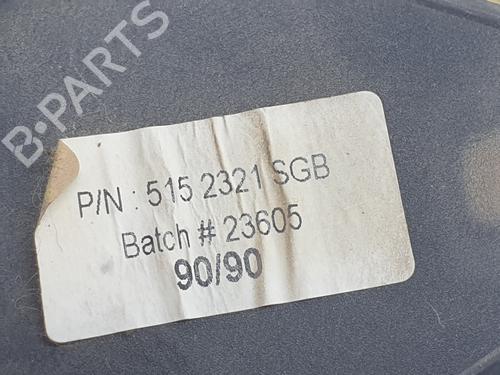 B-PARTS
P/N : 515 2321 SGB
Batch # 23605
90/90